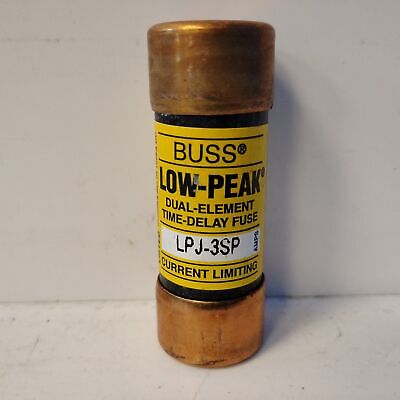 BUSS®
LOW-PEAK®
DUAL-ELEMENT
TIME-DELAY FUSE
LPJ-3SP
AMPS
CURRENT LIMITING